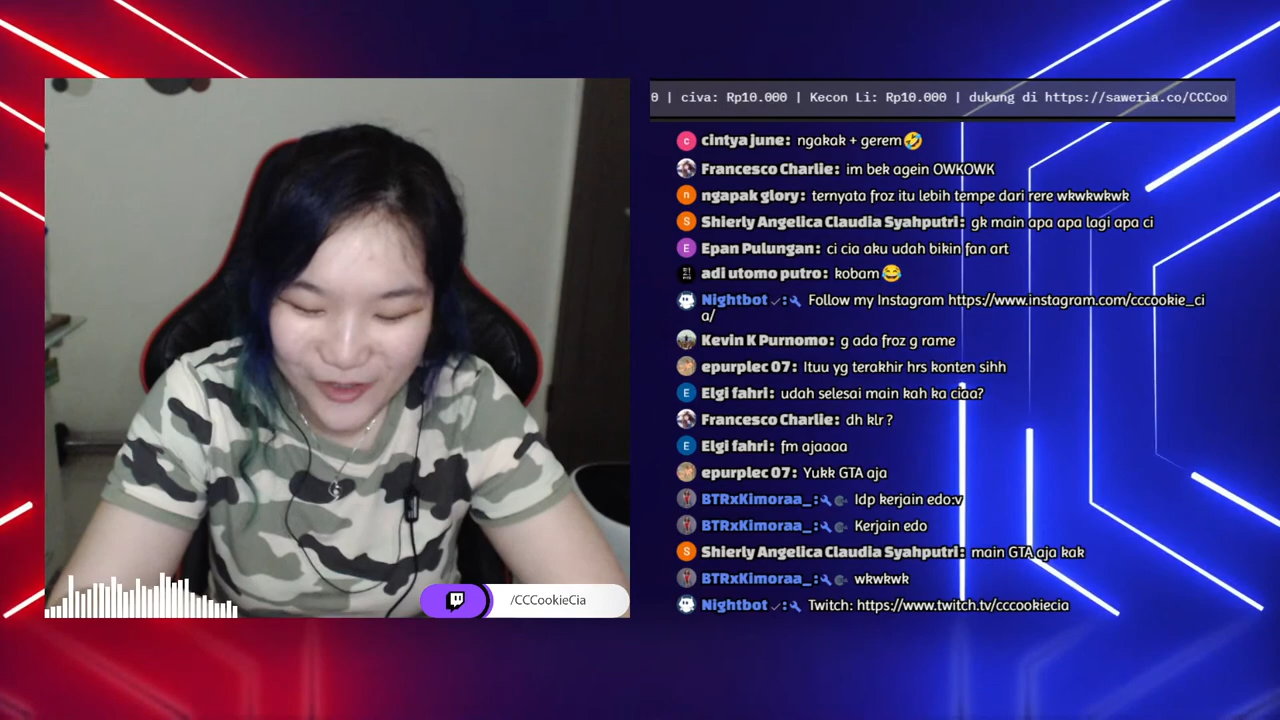 0 | civa: Rp10.000 | Kecon Li: Rp10.000 | dukung di https://saweria.co/CCCoo
c cintya june: ngakak + gerem🤣
Francesco Charlie: im bek agein OWKOWK
n ngapak glory: ternyata froz itu lebih tempe dari rere wkwkwkwk
S Shierly Angelica Claudia Syahputri: gk main apa apa lagi apa ci
E Epan Pulungan: ci cia aku udah bikin fan art
adi utomo putro: kobam😂
Nightbot: Follow my Instagram https://www.instagram.com/cccookie_ci
a/
Kevin K Purnomo: g ada froz g rame
epurplec 07: Ituu yg terakhir hrs konten sihh
E Elgi fahri: udah selesai main kah ka ciaa?
Francesco Charlie: dh klr ?
E Elgi fahri: fm ajaaaa
epurplec 07: Yukk GTA aja
BTRxKimoraa_: Idp kerjain edo:v
BTRxKimoraa_: Kerjain edo
S Shierly Angelica Claudia Syahputri: main GTA aja kak
BTRxKimoraa_: wkwkwk
Nightbot: Twitch: https://www.twitch.tv/cccookiecia
/CCCookieCia